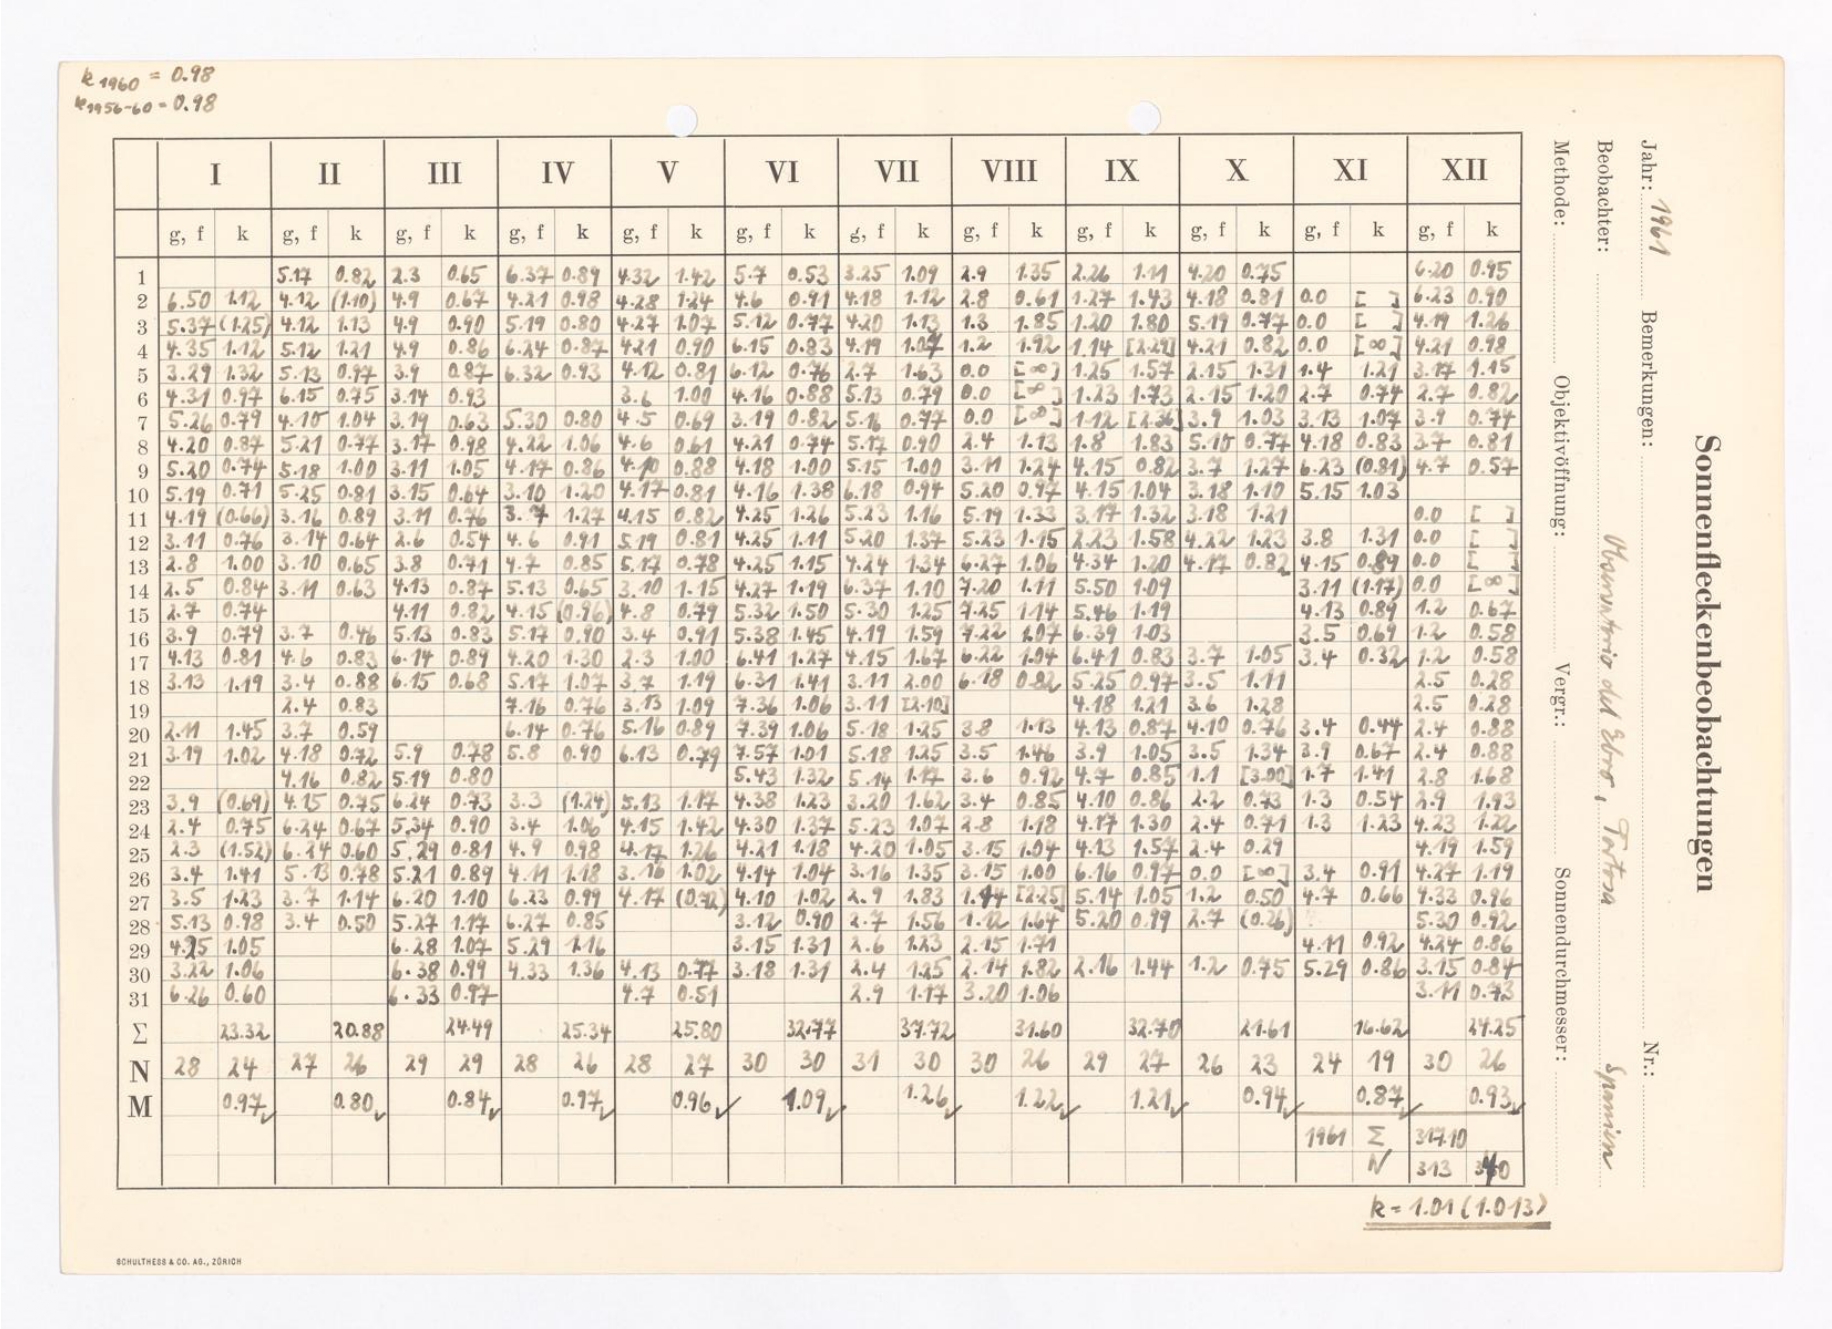 k1960 = 0.98
k1956-60 = 0.98
I II III IV V VI VII VIII IX X XI XII
g, f k g, f k g, f k g, f k g, f k g, f k g, f k g, f k g, f k g, f k g, f k g, f k
1 5.17 0.82 2.3 0.65 6.37 0.89 4.32 1.42 5.7 0.53 3.25 1.09 2.9 1.35 2.26 1.11 4.20 0.75 6.20 0.95
2 6.50 1.12 4.12 (1.10) 4.9 0.67 4.21 0.98 4.28 1.24 4.6 0.91 4.18 1.12 2.8 0.61 1.27 1.43 4.18 0.81 0.0 [ ] 6.23 0.90
3 5.37 (1.25) 4.12 1.13 4.9 0.90 5.19 0.80 4.27 1.07 5.12 0.77 4.20 1.13 1.3 1.85 1.20 1.80 5.19 0.77 0.0 [ ] 4.19 1.26
4 4.35 1.12 5.12 1.21 4.9 0.86 6.24 0.87 4.21 0.90 6.15 0.83 4.19 1.07 1.2 1.92 1.14 [2.29] 4.21 0.82 0.0 [∞] 4.21 0.98
5 3.29 1.32 5.13 0.97 3.9 0.87 6.32 0.93 4.12 0.81 6.12 0.76 2.7 1.63 0.0 [∞] 1.25 1.57 2.15 1.31 1.4 1.21 3.17 1.15
6 4.31 0.97 6.15 0.75 3.14 0.93 3.6 1.00 4.16 0.88 5.13 0.79 0.0 [∞] 1.23 1.73 2.15 1.20 2.7 0.74 2.7 0.82
7 5.26 0.79 4.10 1.04 3.19 0.63 5.30 0.80 4.5 0.69 3.19 0.82 5.16 0.77 0.0 [∞] 1.12 [2.36] 3.9 1.03 3.13 1.07 3.9 0.74
8 4.20 0.87 5.21 0.77 3.17 0.98 4.22 1.06 4.6 0.61 4.21 0.74 5.17 0.90 2.4 1.13 1.8 1.83 5.15 0.77 4.18 0.83 3.7 0.81
9 5.20 0.74 5.18 1.00 3.11 1.05 4.17 0.86 4.10 0.88 4.18 1.00 5.15 1.00 3.11 1.24 4.15 0.82 3.7 1.27 6.23 (0.81) 4.7 0.57
10 5.19 0.71 5.25 0.81 3.15 0.64 3.10 1.20 4.17 0.81 4.16 1.38 6.18 0.94 5.20 0.97 4.15 1.04 3.18 1.10 5.15 1.03
11 4.19 (0.66) 3.16 0.89 3.11 0.76 3.7 1.27 4.15 0.82 4.25 1.26 5.23 1.16 5.19 1.33 3.17 1.32 3.18 1.21 0.0 [ ]
12 3.11 0.76 3.14 0.64 2.6 0.54 4.6 0.91 5.19 0.81 4.25 1.11 5.20 1.37 5.23 1.15 2.23 1.58 4.22 1.23 3.8 1.31 0.0 [ ]
13 2.8 1.00 3.10 0.65 3.8 0.71 4.7 0.85 5.17 0.78 4.25 1.15 4.24 1.34 6.27 1.06 4.34 1.20 4.17 0.82 4.15 0.89 0.0 [ ]
14 2.5 0.84 3.11 0.63 4.13 0.87 5.13 0.65 3.10 1.15 4.27 1.19 6.37 1.10 7.20 1.11 5.50 1.09 3.11 (1.17) 0.0 [∞]
15 2.7 0.74 4.11 0.82 4.15 (0.96) 4.8 0.79 5.32 1.50 5.30 1.25 7.25 1.14 5.46 1.19 4.13 0.89 1.2 0.67
16 3.9 0.79 3.7 0.46 5.13 0.83 5.17 0.90 3.4 0.91 5.38 1.45 4.19 1.59 7.22 1.07 6.39 1.03 3.5 0.69 1.2 0.58
17 4.13 0.81 4.6 0.83 6.14 0.89 4.20 1.30 2.3 1.00 6.41 1.27 4.15 1.67 6.22 1.04 6.41 0.83 3.7 1.05 3.4 0.32 1.2 0.58
18 3.13 1.19 3.4 0.88 6.15 0.68 5.17 1.07 3.7 1.19 6.31 1.41 3.11 2.00 6.18 0.82 5.25 0.97 3.5 1.11 2.5 0.28
19 2.4 0.83 7.16 0.76 3.13 1.09 7.36 1.06 3.11 [2.10] 4.18 1.21 3.6 1.28 2.5 0.28
20 2.11 1.45 3.7 0.59 6.14 0.76 5.16 0.89 7.39 1.06 5.18 1.25 3.8 1.13 4.13 0.87 4.10 0.76 3.4 0.44 2.4 0.88
21 3.19 1.02 4.18 0.72 5.9 0.78 5.8 0.90 6.13 0.79 7.57 1.01 5.18 1.25 3.5 1.46 3.9 1.05 3.5 1.34 3.9 0.67 2.4 0.88
22 4.16 0.82 5.19 0.80 5.43 1.32 5.14 1.17 3.6 0.92 4.7 0.85 1.1 [3.00] 1.7 1.41 2.8 1.68
23 3.9 (0.69) 4.15 0.75 6.24 0.73 3.3 (1.24) 5.13 1.17 4.38 1.23 3.20 1.62 3.4 0.85 4.10 0.86 2.2 0.73 1.3 0.54 2.9 1.93
24 2.4 0.75 6.24 0.67 5.34 0.90 3.4 1.06 4.15 1.42 4.30 1.37 5.23 1.07 2.8 1.18 4.17 1.30 2.4 0.71 1.3 1.23 4.23 1.22
25 2.3 (1.52) 6.24 0.60 5.29 0.81 4.9 0.98 4.17 1.26 4.21 1.18 4.20 1.05 3.15 1.04 4.13 1.57 2.4 0.29 4.19 1.59
26 3.4 1.41 5.13 0.78 5.21 0.89 4.11 1.18 3.16 1.02 4.14 1.04 3.16 1.35 3.15 1.00 6.16 0.97 0.0 [∞] 3.4 0.91 4.27 1.19
27 3.5 1.23 3.7 1.14 6.20 1.10 6.23 0.99 4.17 (0.72) 4.10 1.02 2.9 1.83 1.14 [2.25] 5.14 1.05 1.2 0.50 4.7 0.66 4.33 0.96
28 5.13 0.98 3.4 0.50 5.27 1.17 6.27 0.85 3.12 0.90 2.7 1.56 1.12 1.64 5.20 0.99 2.7 (0.26) 5.30 0.92
29 4.25 1.05 6.28 1.07 5.29 1.16 3.15 1.31 2.6 1.23 2.15 1.71 4.11 0.92 4.24 0.86
30 3.22 1.06 6.38 0.99 4.33 1.36 4.13 0.77 3.18 1.31 2.4 1.25 2.14 1.82 2.16 1.44 1.2 0.75 5.29 0.86 3.15 0.84
31 6.26 0.60 6.33 0.97 4.7 0.51 2.9 1.17 3.20 1.06 3.11 0.73
Σ 23.32 20.88 24.49 25.34 25.80 32.77 37.72 31.60 32.70 21.61 16.62 24.25
N 28 24 27 26 29 29 28 26 28 27 30 30 31 30 30 26 29 27 26 23 24 19 30 26
M 0.97 0.80 0.84 0.97 0.96 1.09 1.26 1.22 1.21 0.94 0.87 0.93
1961 Σ 317.10
N 313 340
k = 1.01 (1.013)
SCHULTHESS & CO. AG., ZÜRICH
Sonnenfleckenbeobachtungen
Jahr: 1961 Bemerkungen: Nr.:
Beobachter: Observatorio del Ebro, Tortosa Spanien
Methode: Objektivöffnung: Vergr.: Sonnendurchmesser: